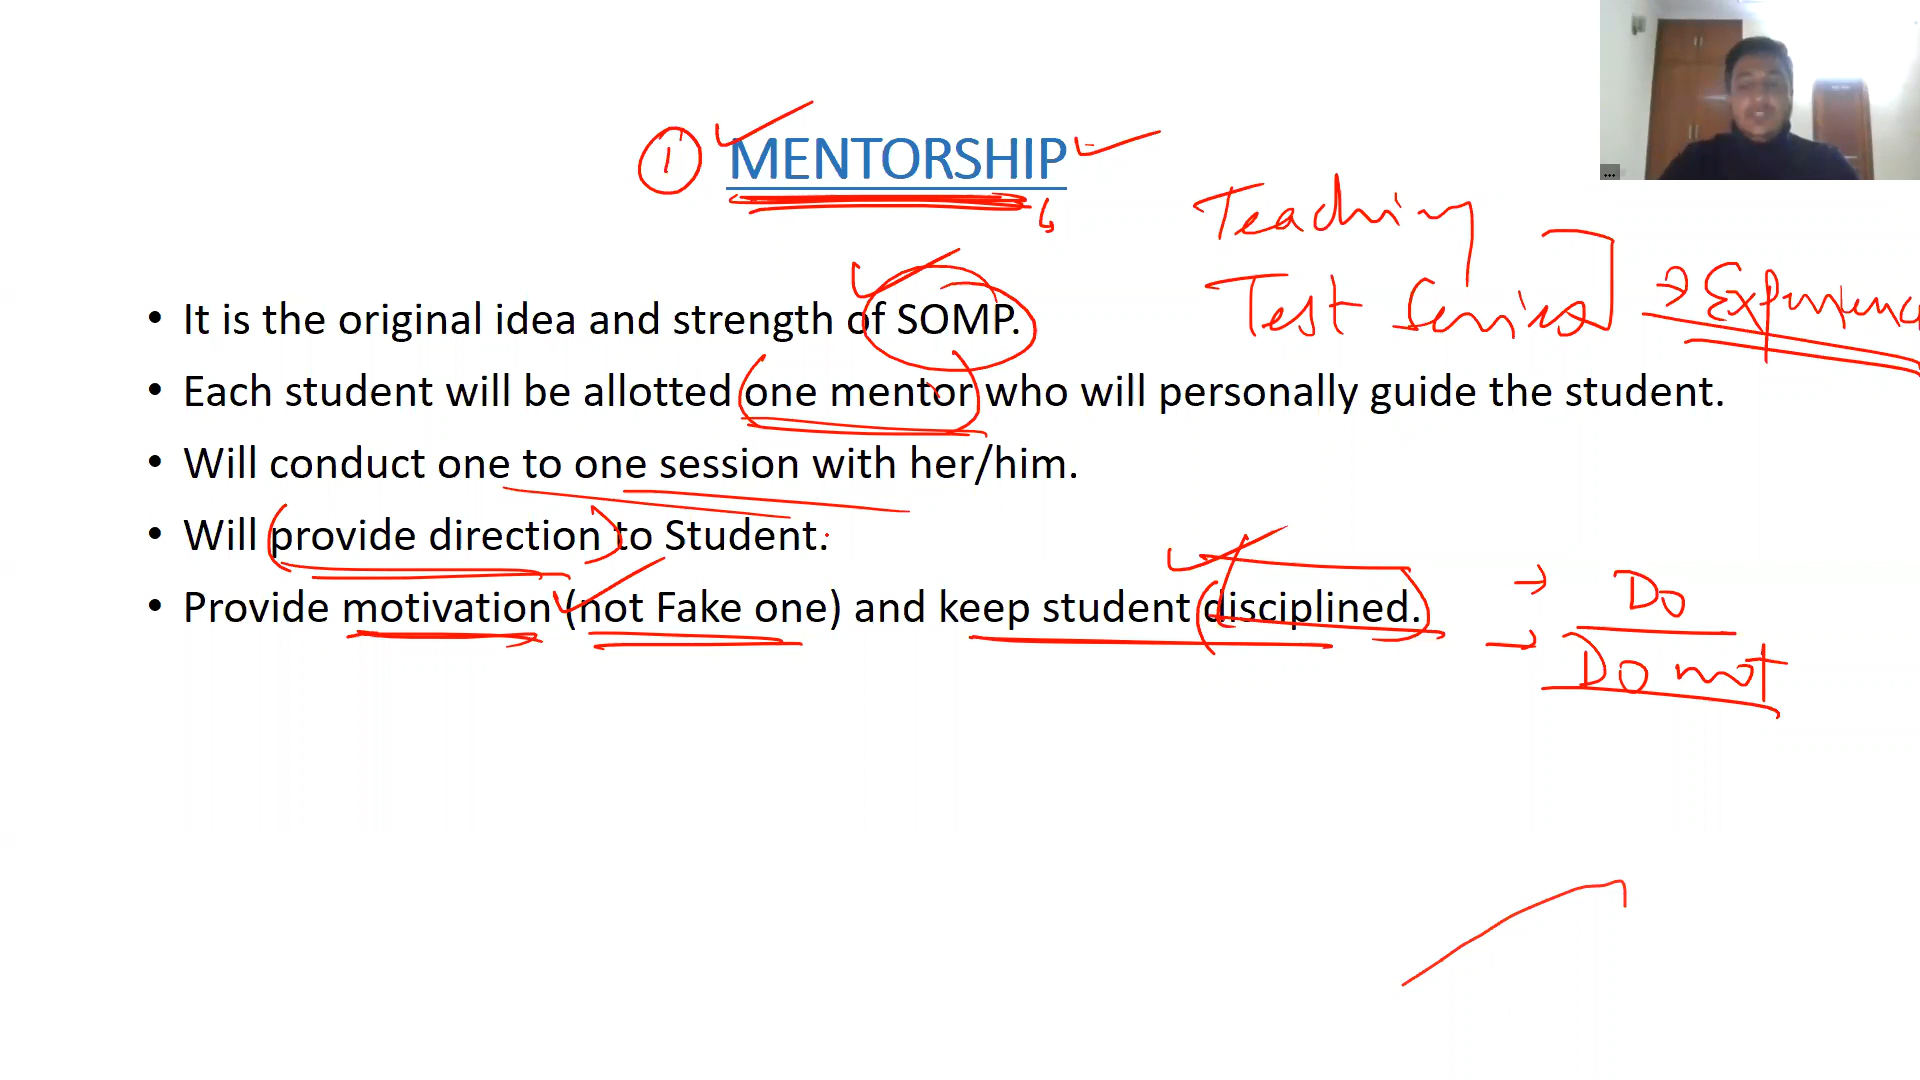 ① MENTORSHIP
Teaching
Test Series → Experience
• It is the original idea and strength of SOMP.
• Each student will be allotted one mentor who will personally guide the student.
• Will conduct one to one session with her/him.
• Will provide direction to Student.
• Provide motivation (not Fake one) and keep student disciplined.
→ Do
→ Do not